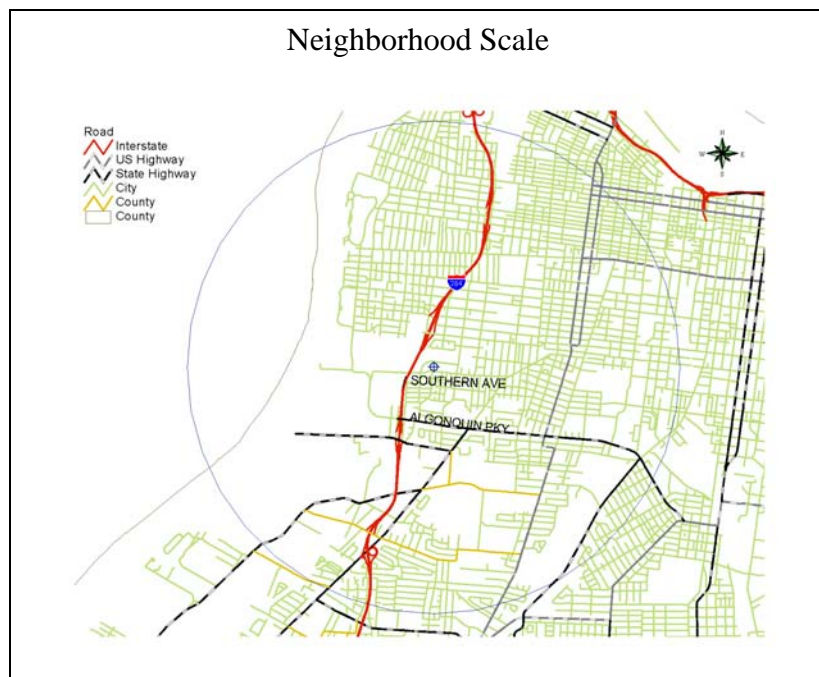 Neighborhood Scale
Road
Interstate
US Highway
State Highway
City
County
County
N
W E
S
264
SOUTHERN AVE
ALGONQUIN PKY